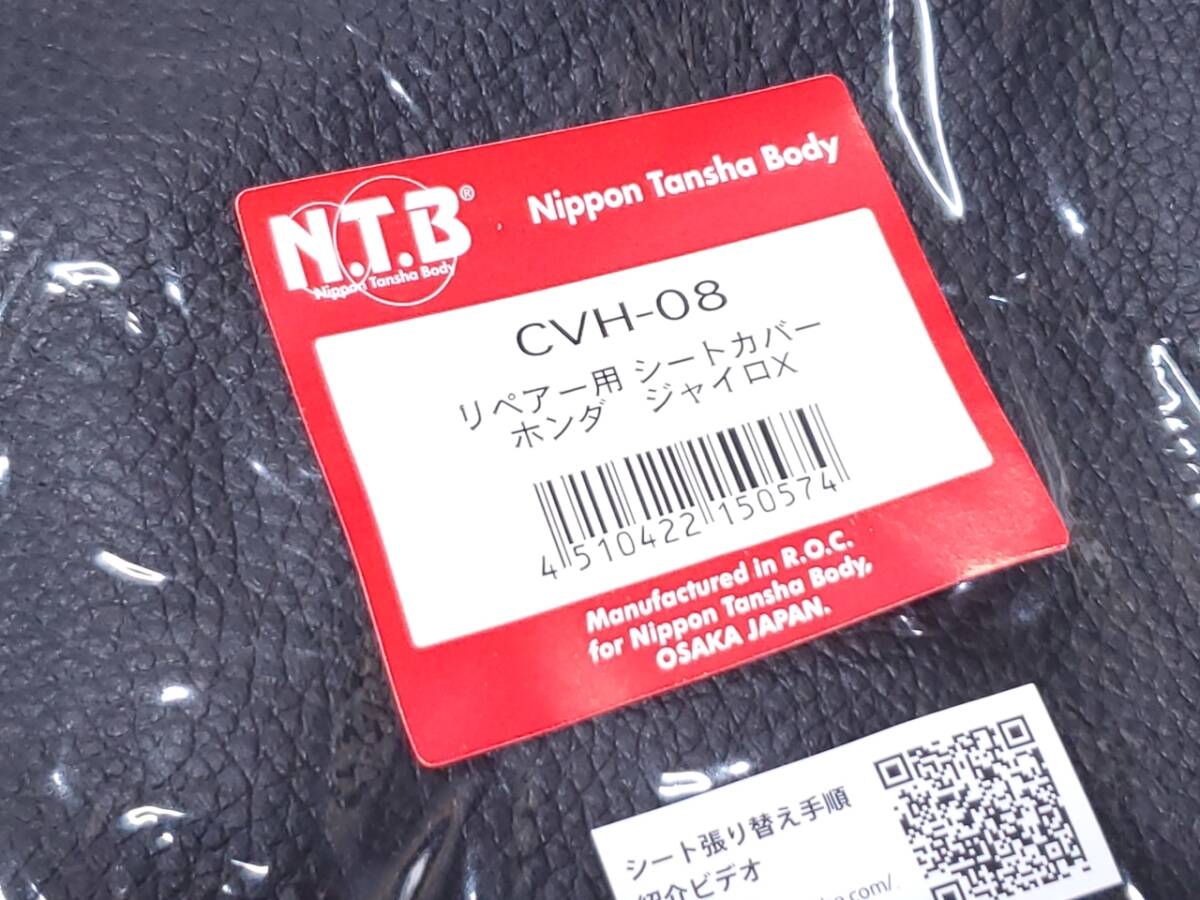 N.T.B®
Nippon Tansha Body
Nippon Tansha Body
CVH-08
リペアー用 シートカバー
ホンダ　ジャイロX
4 510422 150574
Manufactured in R.O.C.
for Nippon Tansha Body,
OSAKA JAPAN.
シート張り替え手順
紹介ビデオ